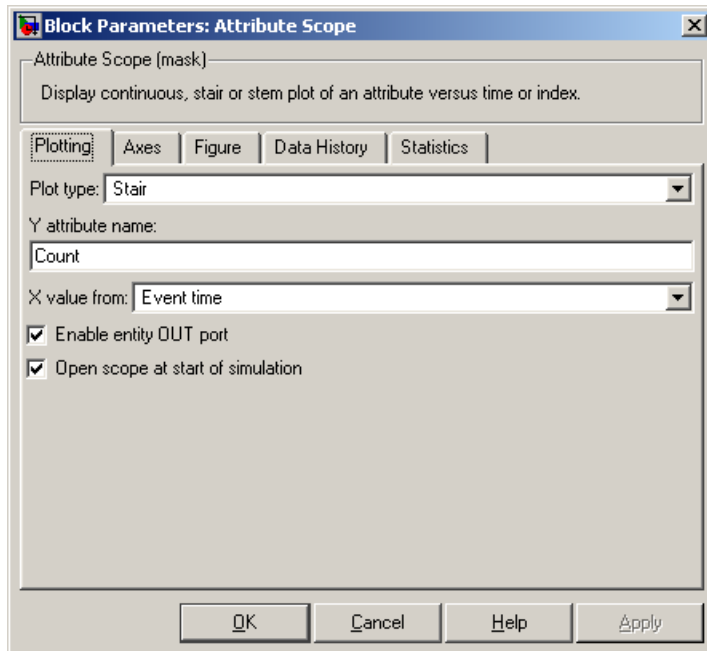 Block Parameters: Attribute Scope
Attribute Scope (mask)
Display continuous, stair or stem plot of an attribute versus time or index.
Plotting Axes Figure Data History Statistics
Plot type: Stair
Y attribute name:
Count
X value from: Event time
Enable entity OUT port
Open scope at start of simulation
OK Cancel Help Apply